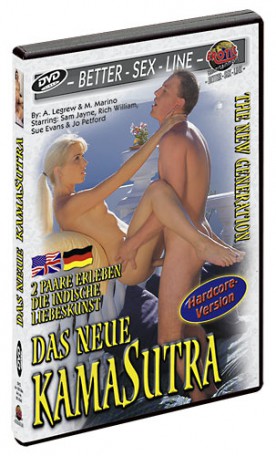 DAS NEUE KAMASUTRA
DVD VIDEO
- BETTER - SEX - LINE -
By: A. Legrew & M. Marino
Starring: Sam Jayne, Rich William,
Sue Evans & Jo Petford
THE NEW GENERATION
2 PAARE ERLEBEN
DIE INDISCHE
LIEBESKUNST
Hardcore-
Version
DAS NEUE
KAMASUTRA